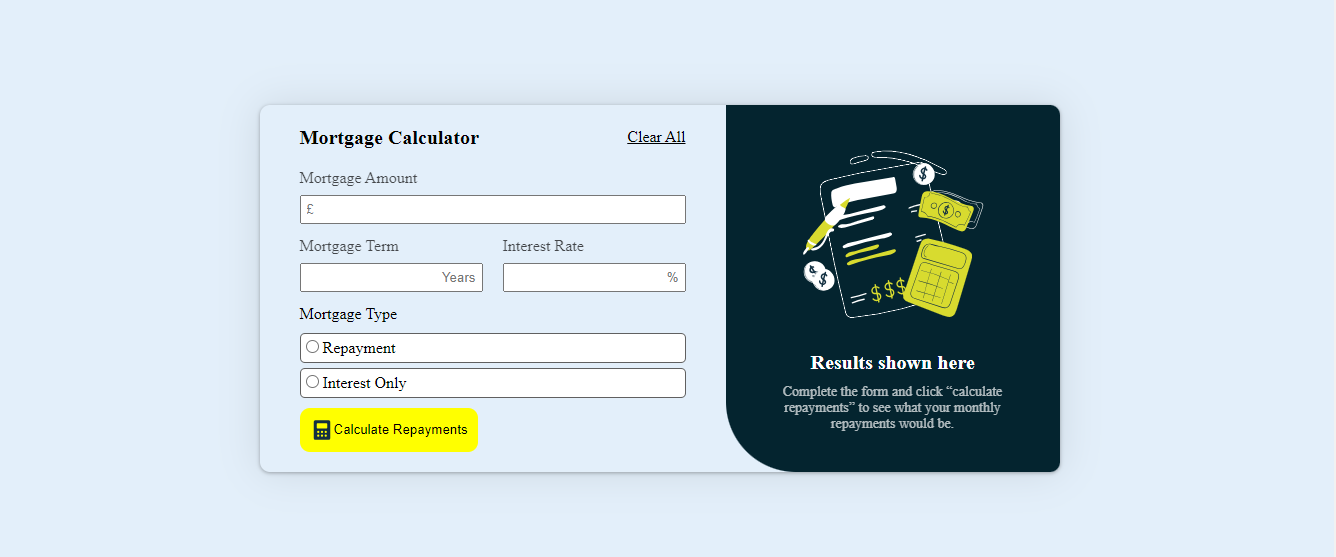 Mortgage Calculator
Clear All
Mortgage Amount
£
Mortgage Term
Interest Rate
Years
%
Mortgage Type
Repayment
Interest Only
Calculate Repayments
$
$
$
$
$$$
Results shown here
Complete the form and click “calculate
repayments” to see what your monthly
repayments would be.